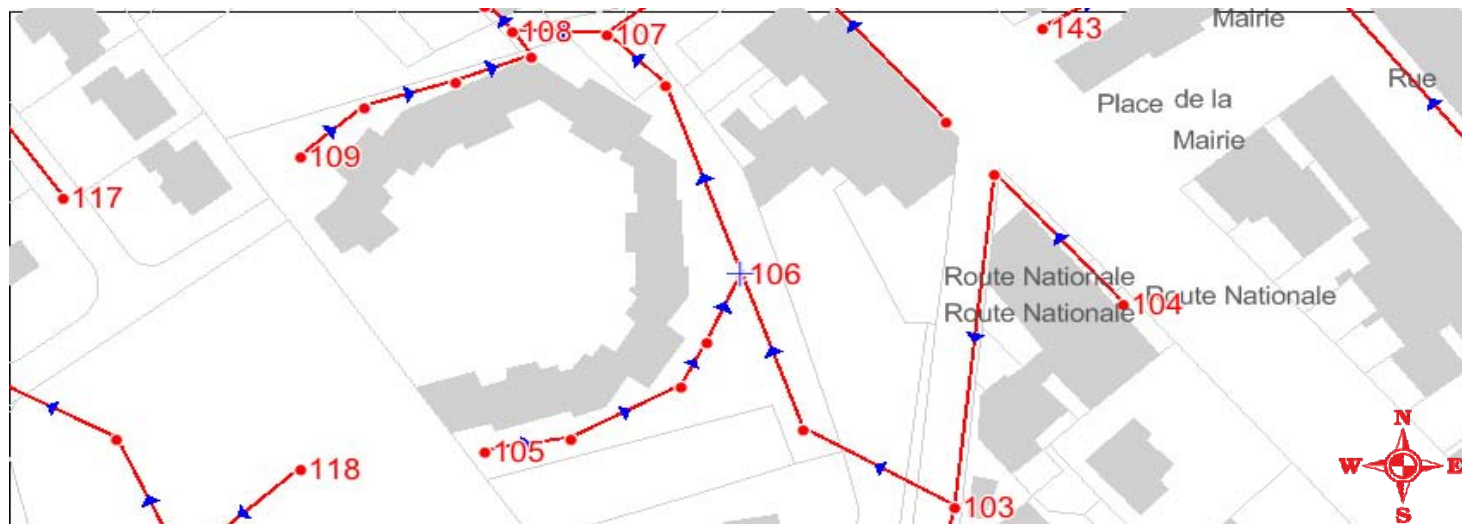 Mairie
108
107
143
Rue
Place de la
Mairie
109
117
106
Route Nationale
Route Nationale
Route Nationale
104
105
118
103
N
W E
S